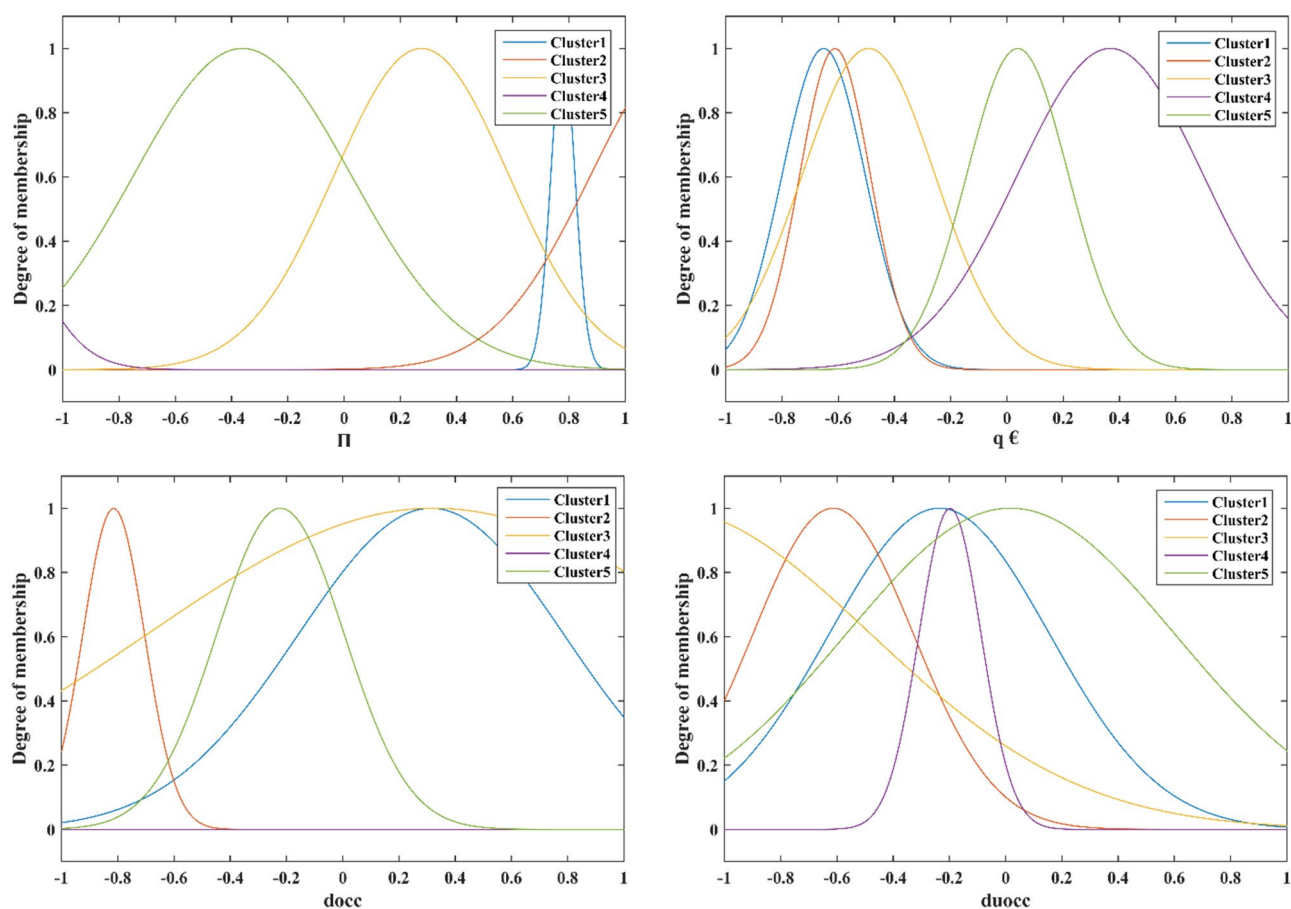 Degree of membership
1
0.8
0.6
0.4
0.2
0
-1 -0.8 -0.6 -0.4 -0.2 0 0.2 0.4 0.6 0.8 1
Π
Cluster1
Cluster2
Cluster3
Cluster4
Cluster5
Degree of membership
1
0.8
0.6
0.4
0.2
0
-1 -0.8 -0.6 -0.4 -0.2 0 0.2 0.4 0.6 0.8 1
q €
Cluster1
Cluster2
Cluster3
Cluster4
Cluster5
Degree of membership
1
0.8
0.6
0.4
0.2
0
-1 -0.8 -0.6 -0.4 -0.2 0 0.2 0.4 0.6 0.8 1
docc
Cluster1
Cluster2
Cluster3
Cluster4
Cluster5
Degree of membership
1
0.8
0.6
0.4
0.2
0
-1 -0.8 -0.6 -0.4 -0.2 0 0.2 0.4 0.6 0.8 1
duocc
Cluster1
Cluster2
Cluster3
Cluster4
Cluster5